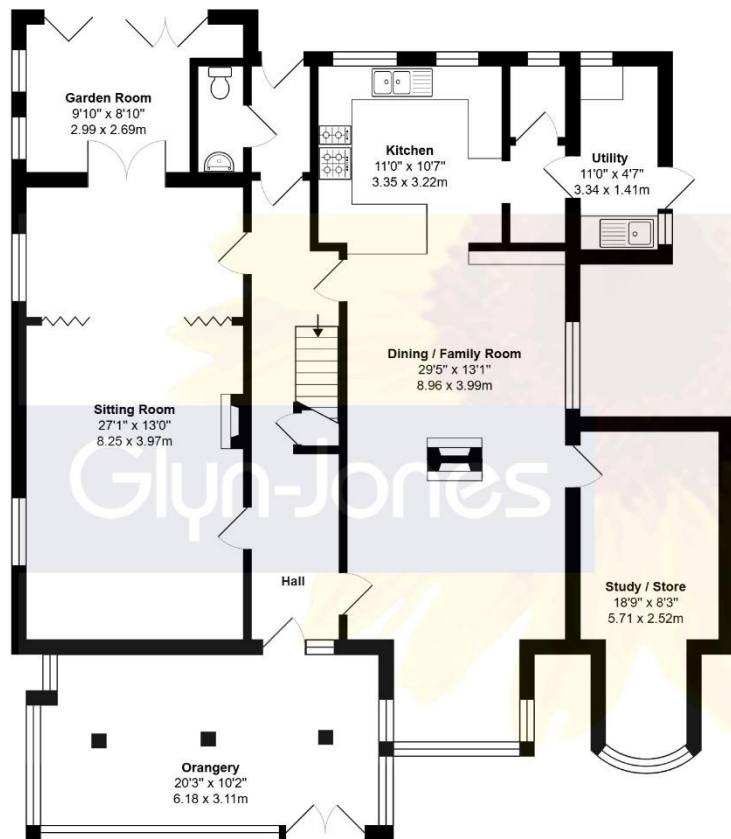 Garden Room
9'10" x 8'10"
2.99 x 2.69m
Kitchen
11'0" x 10'7"
3.35 x 3.22m
Utility
11'0" x 4'7"
3.34 x 1.41m
Dining / Family Room
29'5" x 13'1"
8.96 x 3.99m
Sitting Room
27'1" x 13'0"
8.25 x 3.97m
Glyn-Jones
Hall
Study / Store
18'9" x 8'3"
5.71 x 2.52m
Orangery
20'3" x 10'2"
6.18 x 3.11m